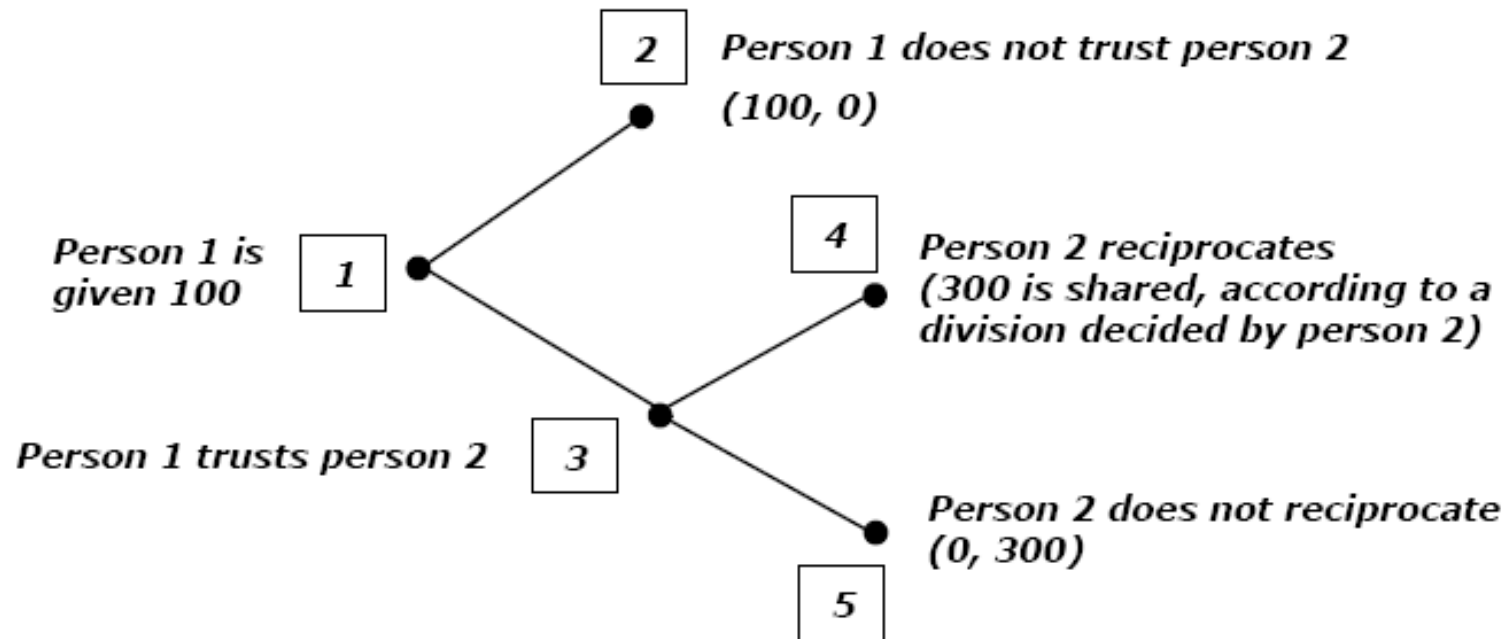 2
Person 1 does not trust person 2
(100, 0)
Person 1 is
given 100
1
4
Person 2 reciprocates
(300 is shared, according to a
division decided by person 2)
Person 1 trusts person 2
3
Person 2 does not reciprocate
(0, 300)
5